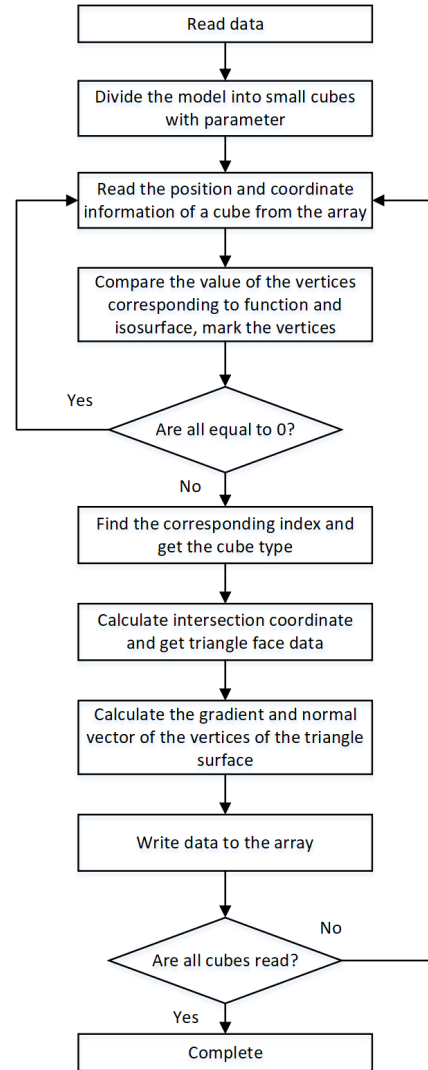 Read data
Divide the model into small cubes
with parameter
Read the position and coordinate
information of a cube from the array
Compare the value of the vertices
corresponding to function and
isosurface, mark the vertices
Yes
Are all equal to 0?
No
Find the corresponding index and
get the cube type
Calculate intersection coordinate
and get triangle face data
Calculate the gradient and normal
vector of the vertices of the triangle
surface
Write data to the array
No
Are all cubes read?
Yes
Complete